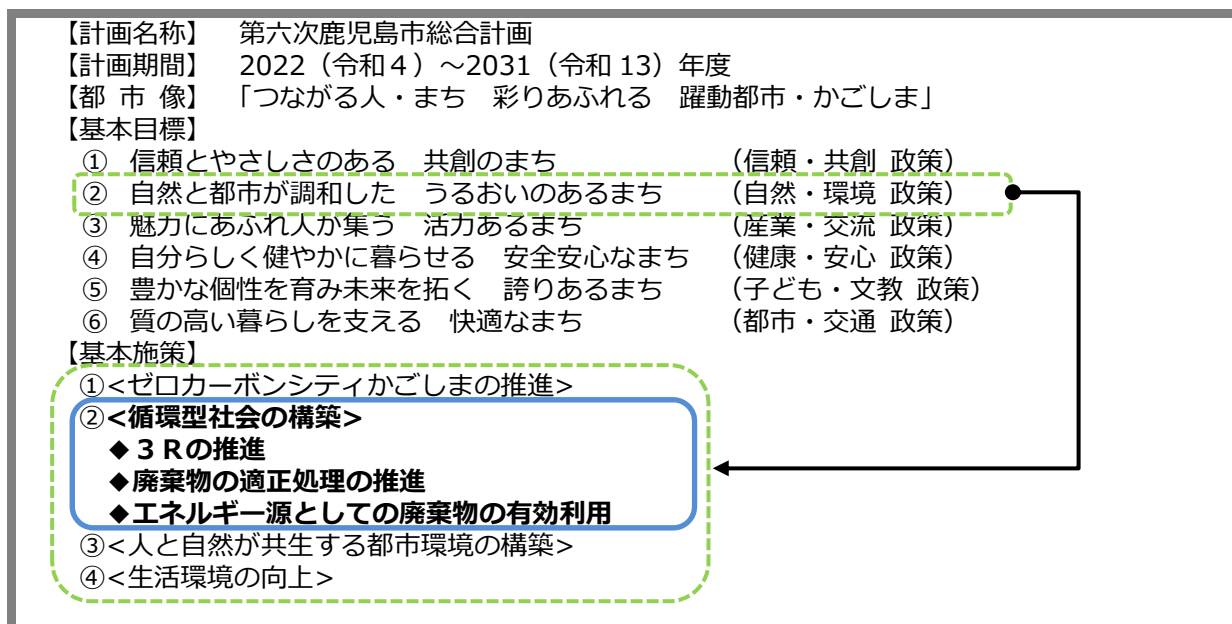 【計画名称】　第六次鹿児島市総合計画
【計画期間】　2022（令和４）～2031（令和 13）年度
【都 市 像】　「つながる人・まち　彩りあふれる　躍動都市・かごしま」
【基本目標】
①　信頼とやさしさのある　共創のまち　（信頼・共創 政策）
②　自然と都市が調和した　うるおいのあるまち　（自然・環境 政策）
③　魅力にあふれ人が集う　活力あるまち　（産業・交流 政策）
④　自分らしく健やかに暮らせる　安全安心なまち　（健康・安心 政策）
⑤　豊かな個性を育み未来を拓く　誇りあるまち　（子ども・文教 政策）
⑥　質の高い暮らしを支える　快適なまち　（都市・交通 政策）
【基本施策】
①<ゼロカーボンシティかごしまの推進>
②<循環型社会の構築>
◆３Ｒの推進
◆廃棄物の適正処理の推進
◆エネルギー源としての廃棄物の有効利用
③<人と自然が共生する都市環境の構築>
④<生活環境の向上>